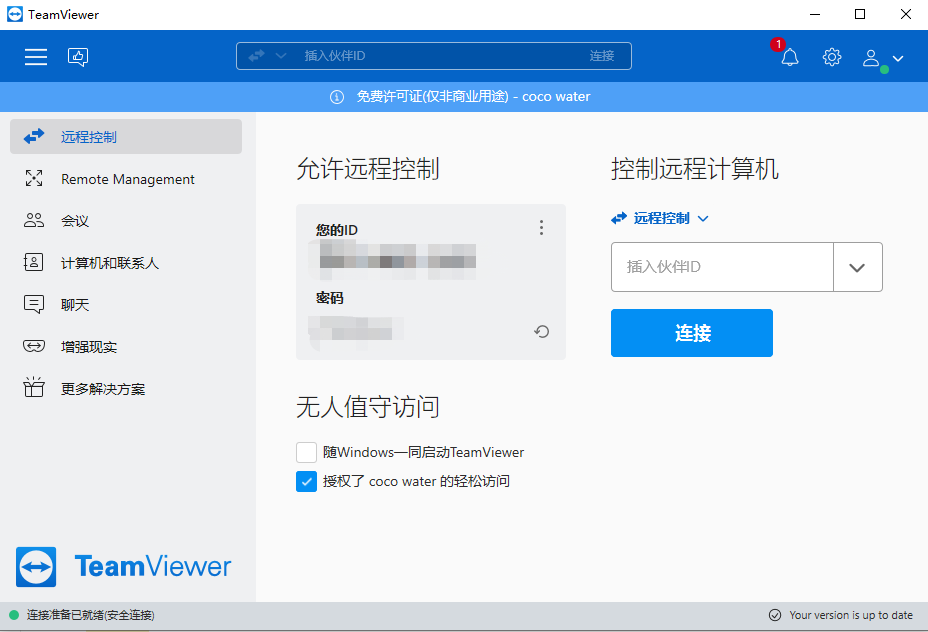 TeamViewer
插入伙伴ID
连接
1
免费许可证(仅非商业用途) - coco water
远程控制
Remote Management
会议
计算机和联系人
聊天
增强现实
更多解决方案
TeamViewer
允许远程控制
您的ID
密码
无人值守访问
随Windows一同启动TeamViewer
授权了 coco water 的轻松访问
控制远程计算机
远程控制
插入伙伴ID
连接
连接准备已就绪(安全连接)
Your version is up to date